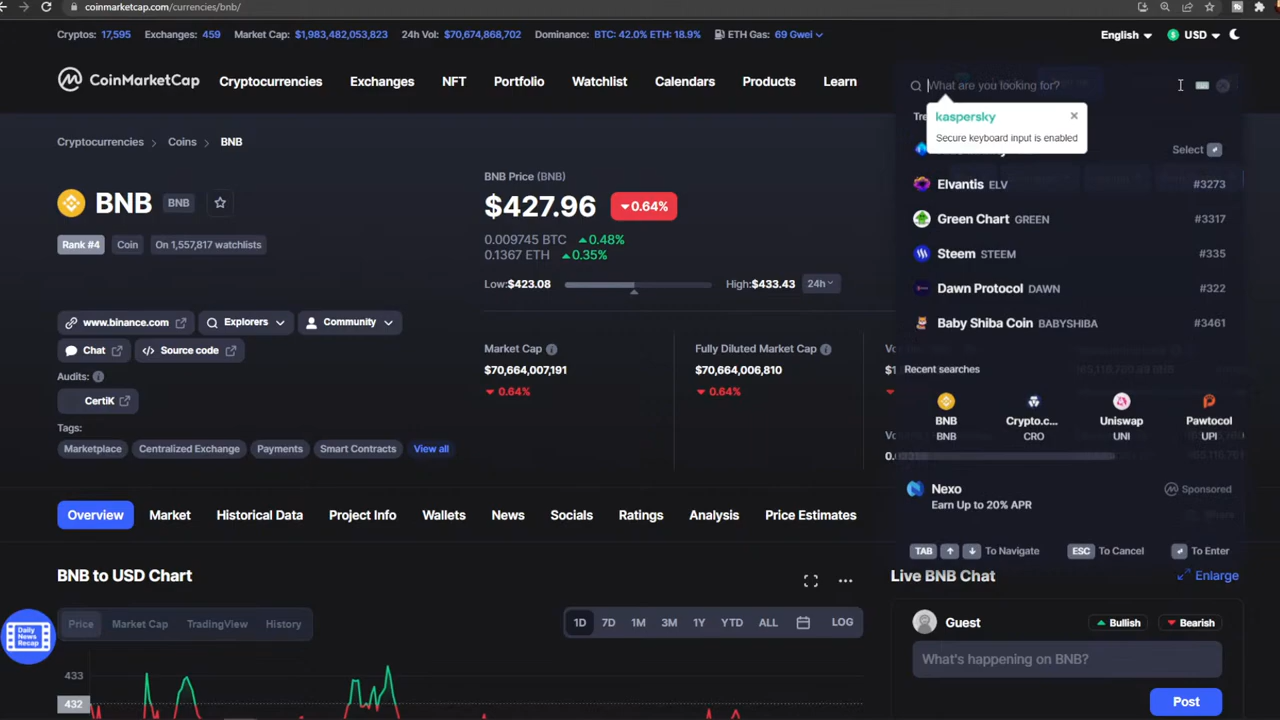 coinmarketcap.com/currencies/bnb/
Cryptos: 17,595 Exchanges: 459 Market Cap: $1,983,482,053,823 24h Vol: $70,674,868,702 Dominance: BTC: 42.0% ETH: 18.9% ETH Gas: 69 Gwei English USD
CoinMarketCap Cryptocurrencies Exchanges NFT Portfolio Watchlist Calendars Products Learn
What are you looking for?
kaspersky
Secure keyboard input is enabled
Select
Elvantis ELV #3273
Green Chart GREEN #3317
Steem STEEM #335
Dawn Protocol DAWN #322
Baby Shiba Coin BABYSHIBA #3461
Recent searches
BNB Crypto.c... Uniswap Pawtocol
BNB CRO UNI UPI
Nexo Sponsored
Earn Up to 20% APR
TAB To Navigate ESC To Cancel To Enter
Cryptocurrencies Coins BNB
BNB BNB
Rank #4 Coin On 1,557,817 watchlists
BNB Price (BNB)
$427.96 0.64%
0.009745 BTC 0.48%
0.1367 ETH 0.35%
Low:$423.08 High:$433.43 24h
www.binance.com Explorers Community
Chat Source code
Audits:
CertiK
Tags:
Marketplace Centralized Exchange Payments Smart Contracts View all
Market Cap Fully Diluted Market Cap
$70,664,007,191 $70,664,006,810
0.64% 0.64%
Overview Market Historical Data Project Info Wallets News Socials Ratings Analysis Price Estimates
BNB to USD Chart
Price Market Cap TradingView History 1D 7D 1M 3M 1Y YTD ALL LOG
433
432
Daily News Recap
Live BNB Chat Enlarge
Guest Bullish Bearish
What's happening on BNB?
Post